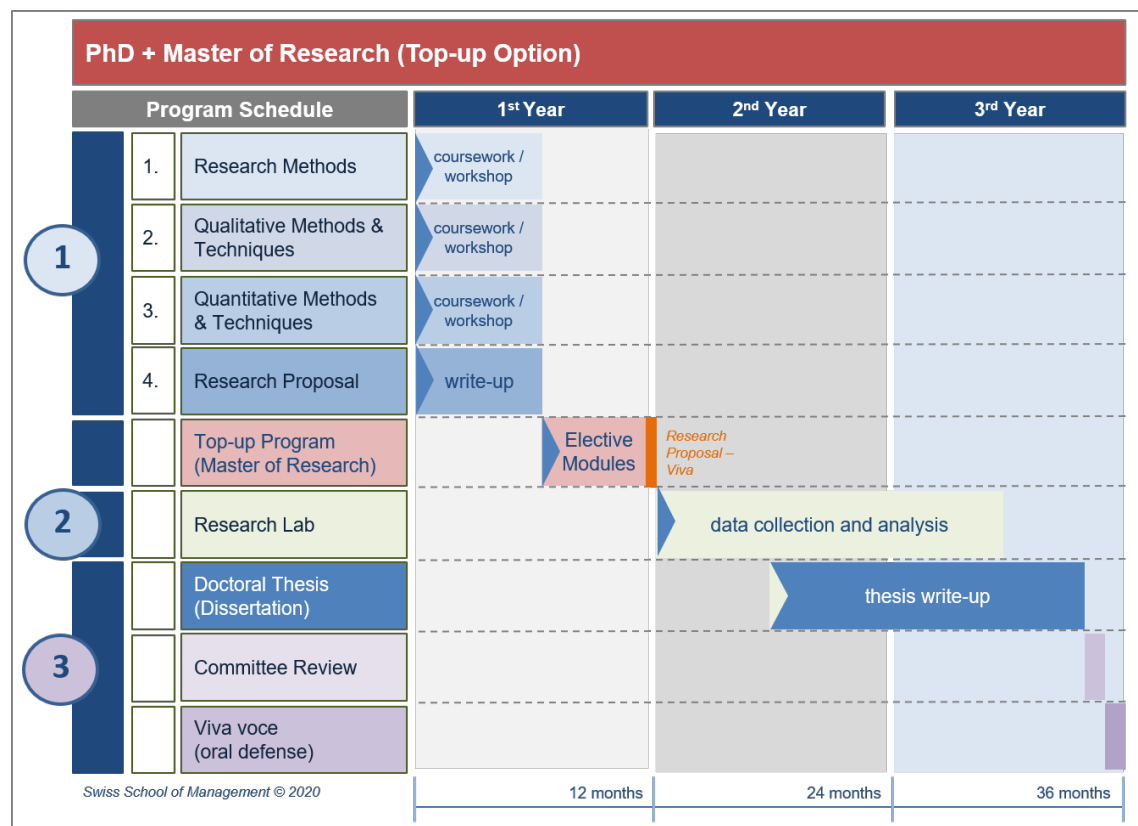 PhD + Master of Research (Top-up Option)
Program Schedule
1st Year
2nd Year
3rd Year
1
1.
Research Methods
coursework /
workshop
2.
Qualitative Methods &
Techniques
coursework /
workshop
3.
Quantitative Methods
& Techniques
coursework /
workshop
4.
Research Proposal
write-up
Top-up Program
(Master of Research)
Elective
Modules
Research
Proposal –
Viva
2
Research Lab
data collection and analysis
3
Doctoral Thesis
(Dissertation)
thesis write-up
Committee Review
Viva voce
(oral defense)
Swiss School of Management © 2020
12 months
24 months
36 months